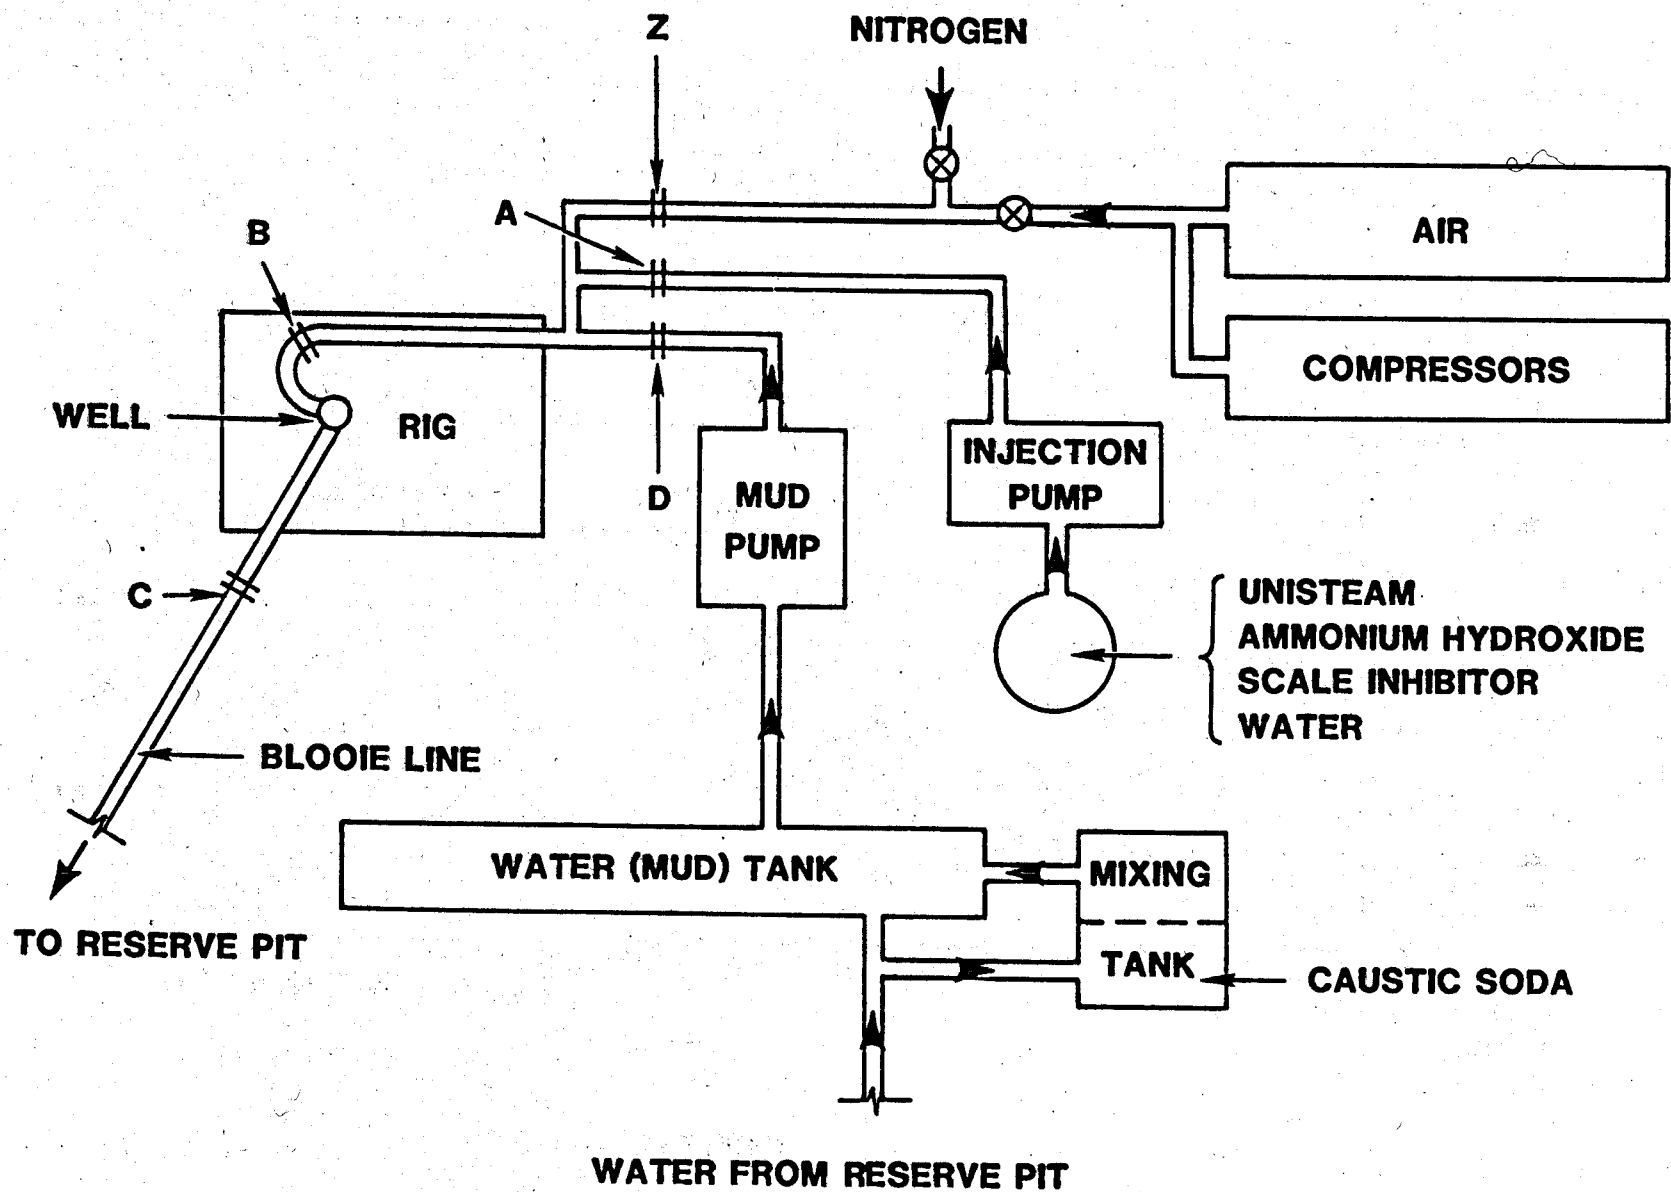 Z
NITROGEN
A
B
AIR
COMPRESSORS
WELL
RIG
D
MUD
PUMP
INJECTION
PUMP
C
UNISTEAM
AMMONIUM HYDROXIDE
SCALE INHIBITOR
WATER
BLOOIE LINE
WATER (MUD) TANK
MIXING
TANK
CAUSTIC SODA
TO RESERVE PIT
WATER FROM RESERVE PIT